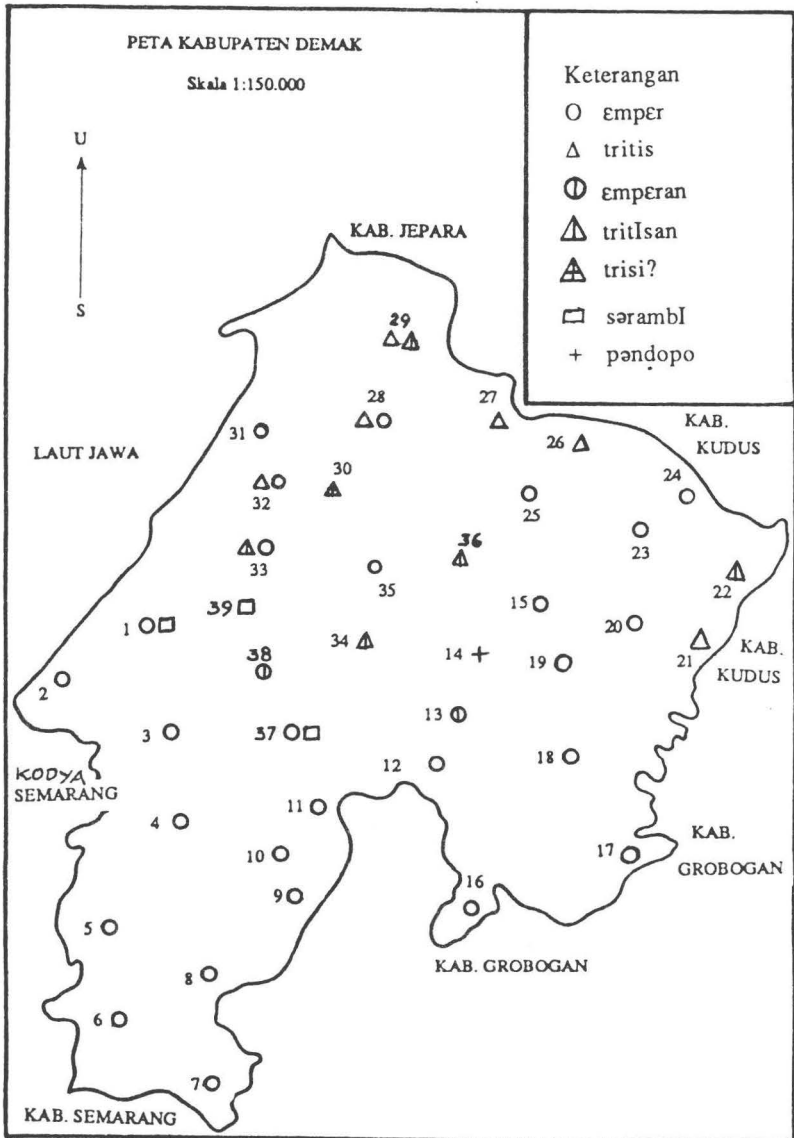 PETA KABUPATEN DEMAK
Skala 1:150.000
U
S
Keterangan
ɛmpɛr
tritis
ɛmpɛran
tritIsan
trisi?
sərambI
pənḍopo
KAB. JEPARA
29
28
27
26
KAB.
KUDUS
24
31
LAUT JAWA
32
30
25
23
36
33
35
22
39
1
15
20
34
14
19
21
KAB.
KUDUS
38
2
13
3
37
12
18
KODYA
SEMARANG
11
4
10
17
KAB.
GROBOGAN
9
16
5
KAB. GROBOGAN
8
6
7
KAB. SEMARANG